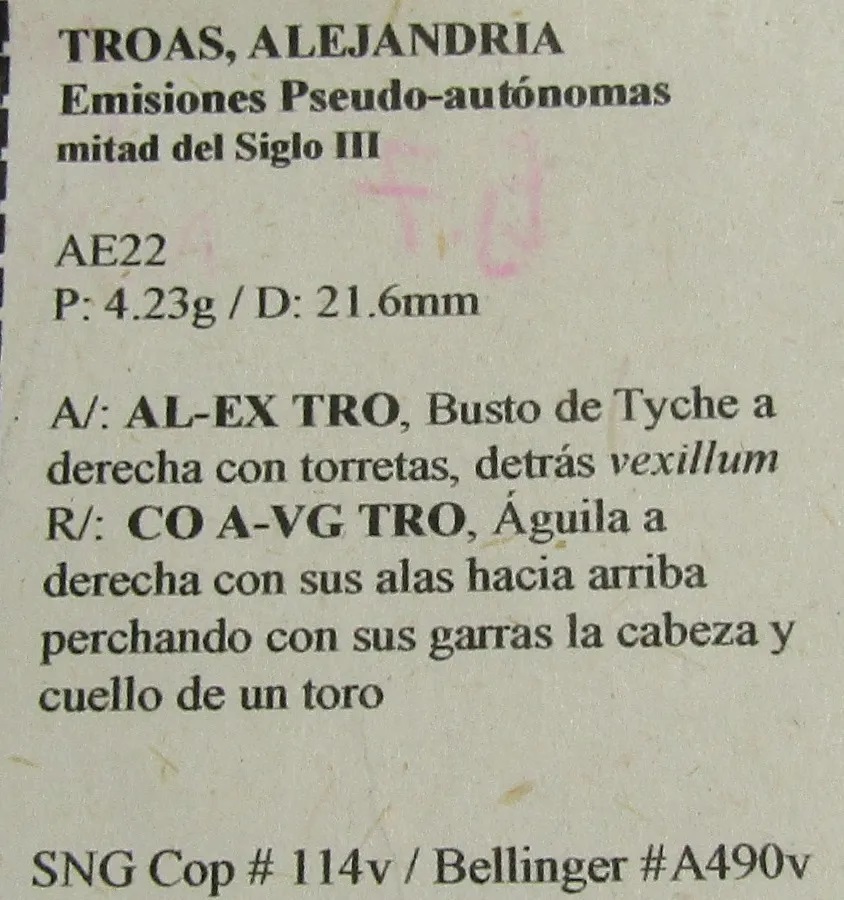 TROAS, ALEJANDRIA
Emisiones Pseudo-autónomas
mitad del Siglo III
AE22
P: 4.23g / D: 21.6mm
A/: AL-EX TRO, Busto de Tyche a
derecha con torretas, detrás vexillum
R/: CO A-VG TRO, Águila a
derecha con sus alas hacia arriba
perchando con sus garras la cabeza y
cuello de un toro
SNG Cop # 114v / Bellinger #A490v